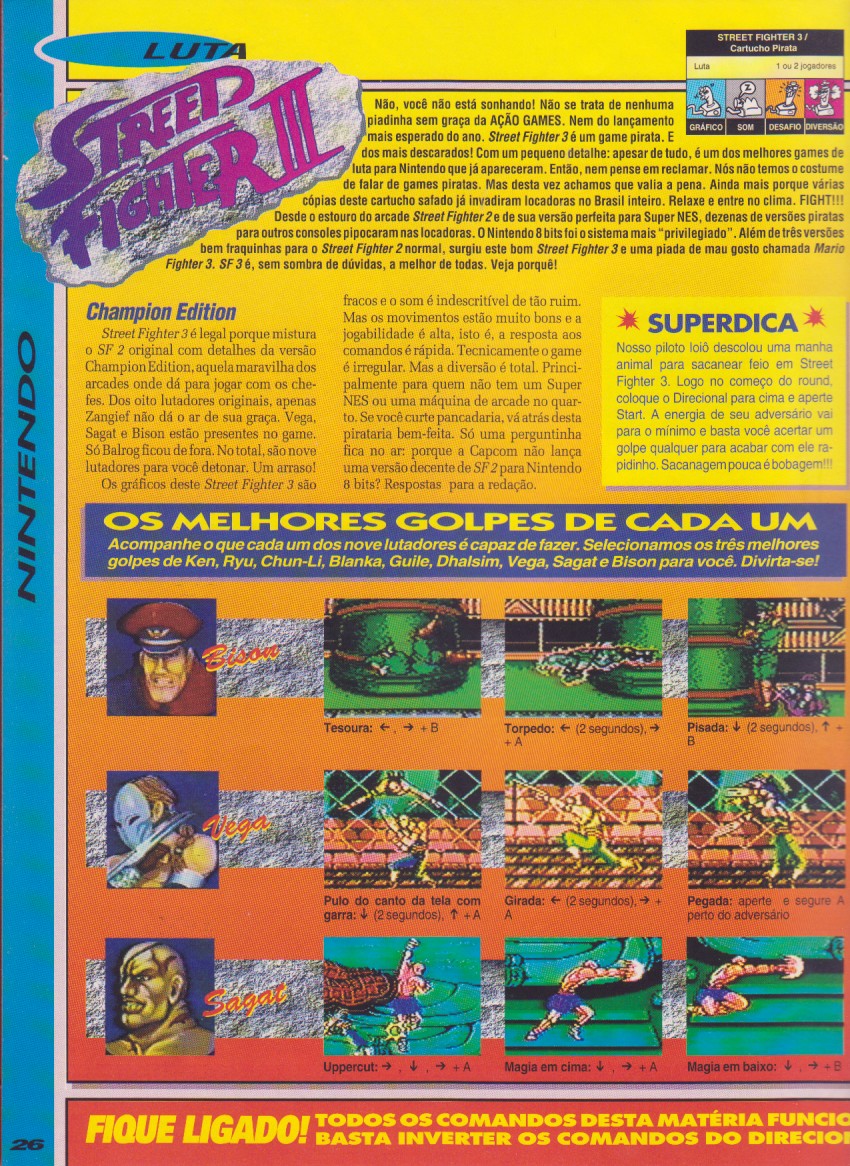 LUTA
STREET
FIGHTER III
STREET FIGHTER 3 /
Cartucho Pirata
Luta 1 ou 2 jogadores
GRÁFICO SOM DESAFIO DIVERSÃO
Não, você não está sonhando! Não se trata de nenhuma
piadinha sem graça da AÇÃO GAMES. Nem do lançamento
mais esperado do ano. Street Fighter 3 é um game pirata. E
dos mais descarados! Com um pequeno detalhe: apesar de tudo, é um dos melhores games de
luta para Nintendo que já apareceram. Então, nem pense em reclamar. Nós não temos o costume
de falar de games piratas. Mas desta vez achamos que valia a pena. Ainda mais porque várias
cópias deste cartucho safado já invadiram locadoras no Brasil inteiro. Relaxe e entre no clima. FIGHT!!!
Desde o estouro do arcade Street Fighter 2 e de sua versão perfeita para Super NES, dezenas de versões piratas
para outros consoles pipocaram nas locadoras. O Nintendo 8 bits foi o sistema mais "privilegiado". Além de três versões
bem fraquinhas para o Street Fighter 2 normal, surgiu este bom Street Fighter 3 e uma piada de mau gosto chamada Mario
Fighter 3. SF 3 é, sem sombra de dúvidas, a melhor de todas. Veja porquê!
Champion Edition
Street Fighter 3 é legal porque mistura
o SF 2 original com detalhes da versão
Champion Edition, aquela maravilha dos
arcades onde dá para jogar com os che-
fes. Dos oito lutadores originais, apenas
Zangief não dá o ar de sua graça. Vega,
Sagat e Bison estão presentes no game.
Só Balrog ficou de fora. No total, são nove
lutadores para você detonar. Um arraso!
Os gráficos deste Street Fighter 3 são
fracos e o som é indescritível de tão ruim.
Mas os movimentos estão muito bons e a
jogabilidade é alta, isto é, a resposta aos
comandos é rápida. Tecnicamente o game
é irregular. Mas a diversão é total. Princi-
palmente para quem não tem um Super
NES ou uma máquina de arcade no quar-
to. Se você curte pancadaria, vá atrás desta
pirataria bem-feita. Só uma perguntinha
fica no ar: porque a Capcom não lança
uma versão decente de SF 2 para Nintendo
8 bits? Respostas para a redação.
SUPERDICA
Nosso piloto Ioiô descolou uma manha
animal para sacanear feio em Street
Fighter 3. Logo no começo do round,
coloque o Direcional para cima e aperte
Start. A energia de seu adversário vai
para o mínimo e basta você acertar um
golpe qualquer para acabar com ele ra-
pidinho. Sacanagem pouca é bobagem!!!
NINTENDO
OS MELHORES GOLPES DE CADA UM
Acompanhe o que cada um dos nove lutadores é capaz de fazer. Selecionamos os três melhores
golpes de Ken, Ryu, Chun-Li, Blanka, Guile, Dhalsim, Vega, Sagat e Bison para você. Divirta-se!
Bison
Tesoura: ← , → + B
Torpedo: ← (2 segundos), →
+ A
Pisada: ↓ (2 segundos), ↑ +
B
Vega
Pulo do canto da tela com
garra: ↓ (2 segundos), ↑ + A
Girada: ← (2 segundos), → +
A
Pegada: aperte e segure A
perto do adversário
Sagat
Uppercut: → , ↓ , → + A
Magia em cima: ↓ , → + A
Magia em baixo: ↓ , → + B
FIQUE LIGADO! TODOS OS COMANDOS DESTA MATÉRIA FUNCIO
BASTA INVERTER OS COMANDOS DO DIRECIO
26